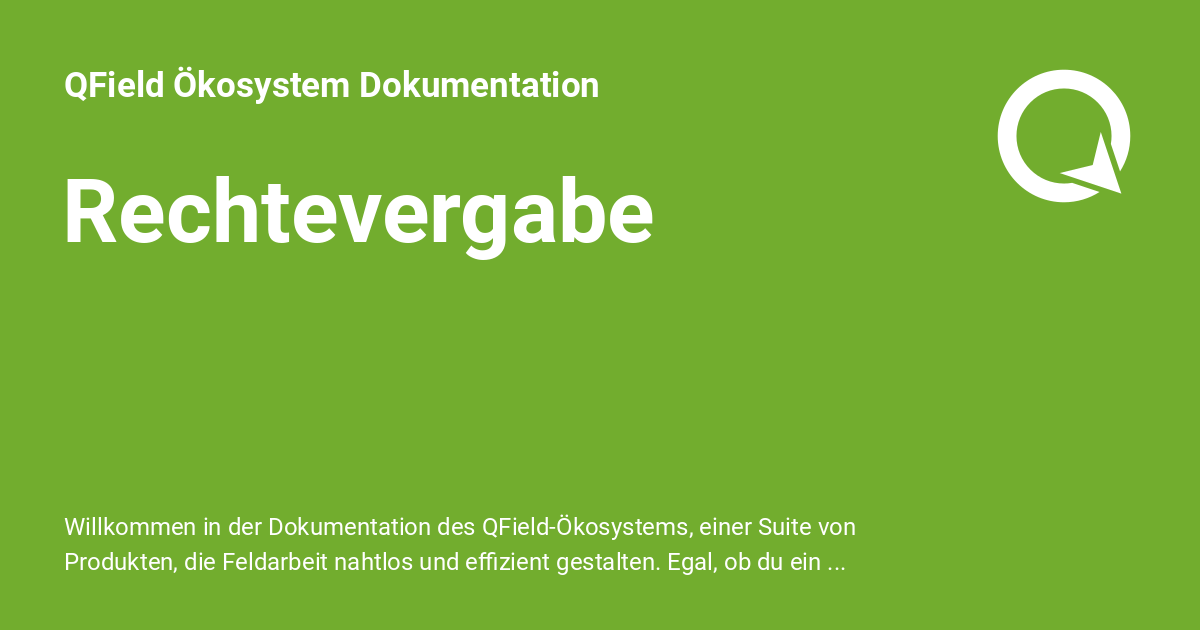 QField Ökosystem Dokumentation
Rechtevergabe
Willkommen in der Dokumentation des QField-Ökosystems, einer Suite von
Produkten, die Feldarbeit nahtlos und effizient gestalten. Egal, ob du ein ...